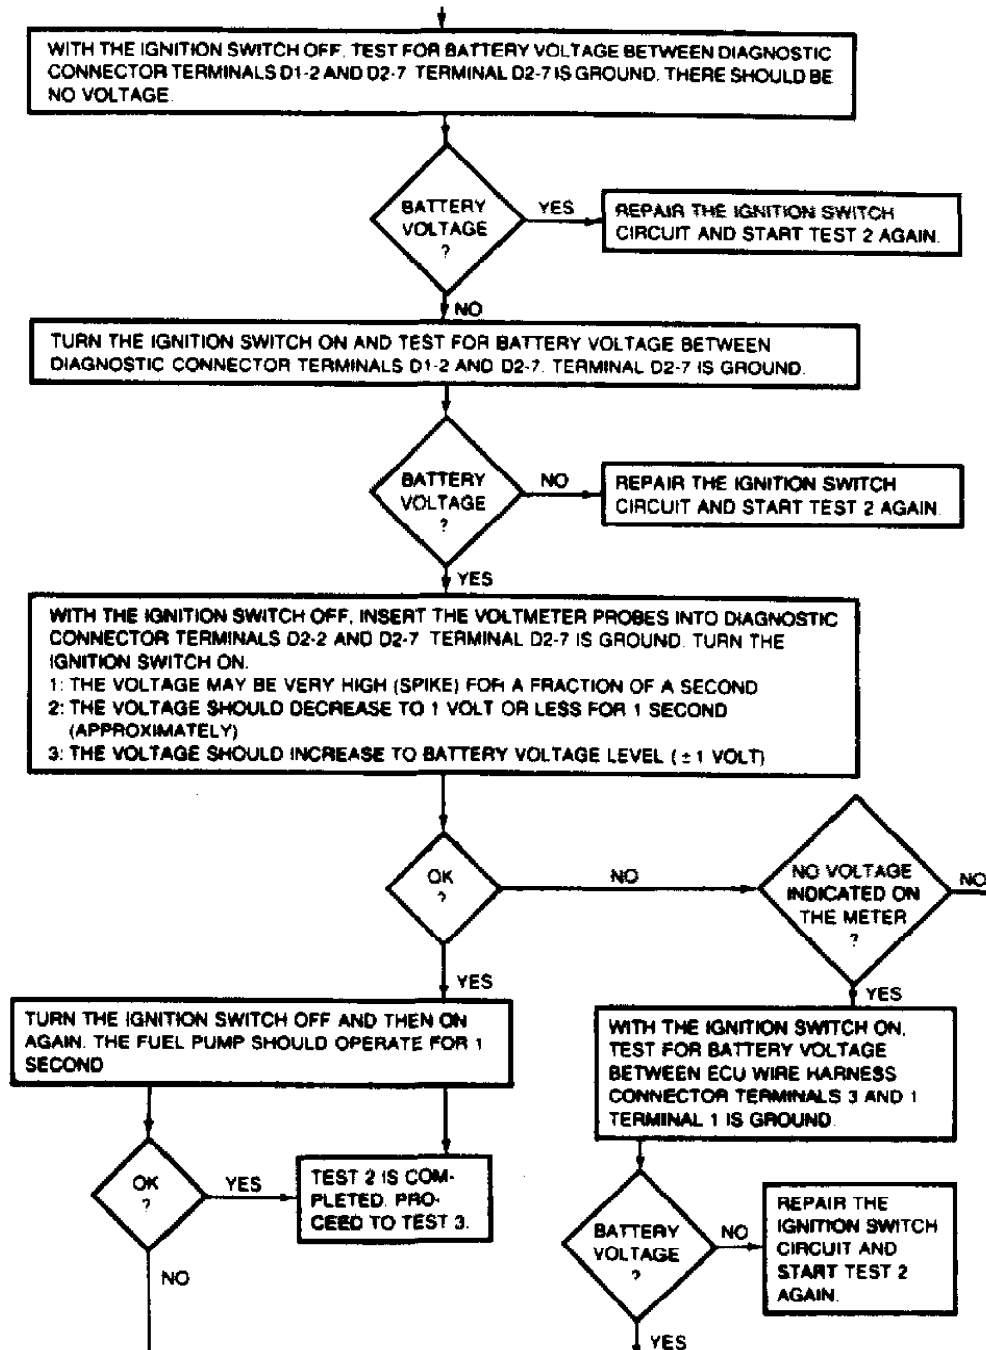 WITH THE IGNITION SWITCH OFF, TEST FOR BATTERY VOLTAGE BETWEEN DIAGNOSTIC
CONNECTOR TERMINALS D1-2 AND D2-7 TERMINAL D2-7 IS GROUND. THERE SHOULD BE
NO VOLTAGE.
BATTERY
VOLTAGE
?
YES
REPAIR THE IGNITION SWITCH
CIRCUIT AND START TEST 2 AGAIN.
NO
TURN THE IGNITION SWITCH ON AND TEST FOR BATTERY VOLTAGE BETWEEN
DIAGNOSTIC CONNECTOR TERMINALS D1-2 AND D2-7. TERMINAL D2-7 IS GROUND.
BATTERY
VOLTAGE
?
NO
REPAIR THE IGNITION SWITCH
CIRCUIT AND START TEST 2 AGAIN.
YES
WITH THE IGNITION SWITCH OFF, INSERT THE VOLTMETER PROBES INTO DIAGNOSTIC
CONNECTOR TERMINALS D2-2 AND D2-7 TERMINAL D2-7 IS GROUND. TURN THE
IGNITION SWITCH ON.
1: THE VOLTAGE MAY BE VERY HIGH (SPIKE) FOR A FRACTION OF A SECOND
2: THE VOLTAGE SHOULD DECREASE TO 1 VOLT OR LESS FOR 1 SECOND
(APPROXIMATELY)
3: THE VOLTAGE SHOULD INCREASE TO BATTERY VOLTAGE LEVEL (±1 VOLT)
OK
?
NO
NO VOLTAGE
INDICATED ON
THE METER
?
NO
YES
TURN THE IGNITION SWITCH OFF AND THEN ON
AGAIN. THE FUEL PUMP SHOULD OPERATE FOR 1
SECOND
YES
WITH THE IGNITION SWITCH ON,
TEST FOR BATTERY VOLTAGE
BETWEEN ECU WIRE HARNESS
CONNECTOR TERMINALS 3 AND 1
TERMINAL 1 IS GROUND.
OK
?
YES
TEST 2 IS COM-
PLETED. PRO-
CEED TO TEST 3.
NO
BATTERY
VOLTAGE
?
NO
REPAIR THE
IGNITION SWITCH
CIRCUIT AND
START TEST 2
AGAIN.
YES